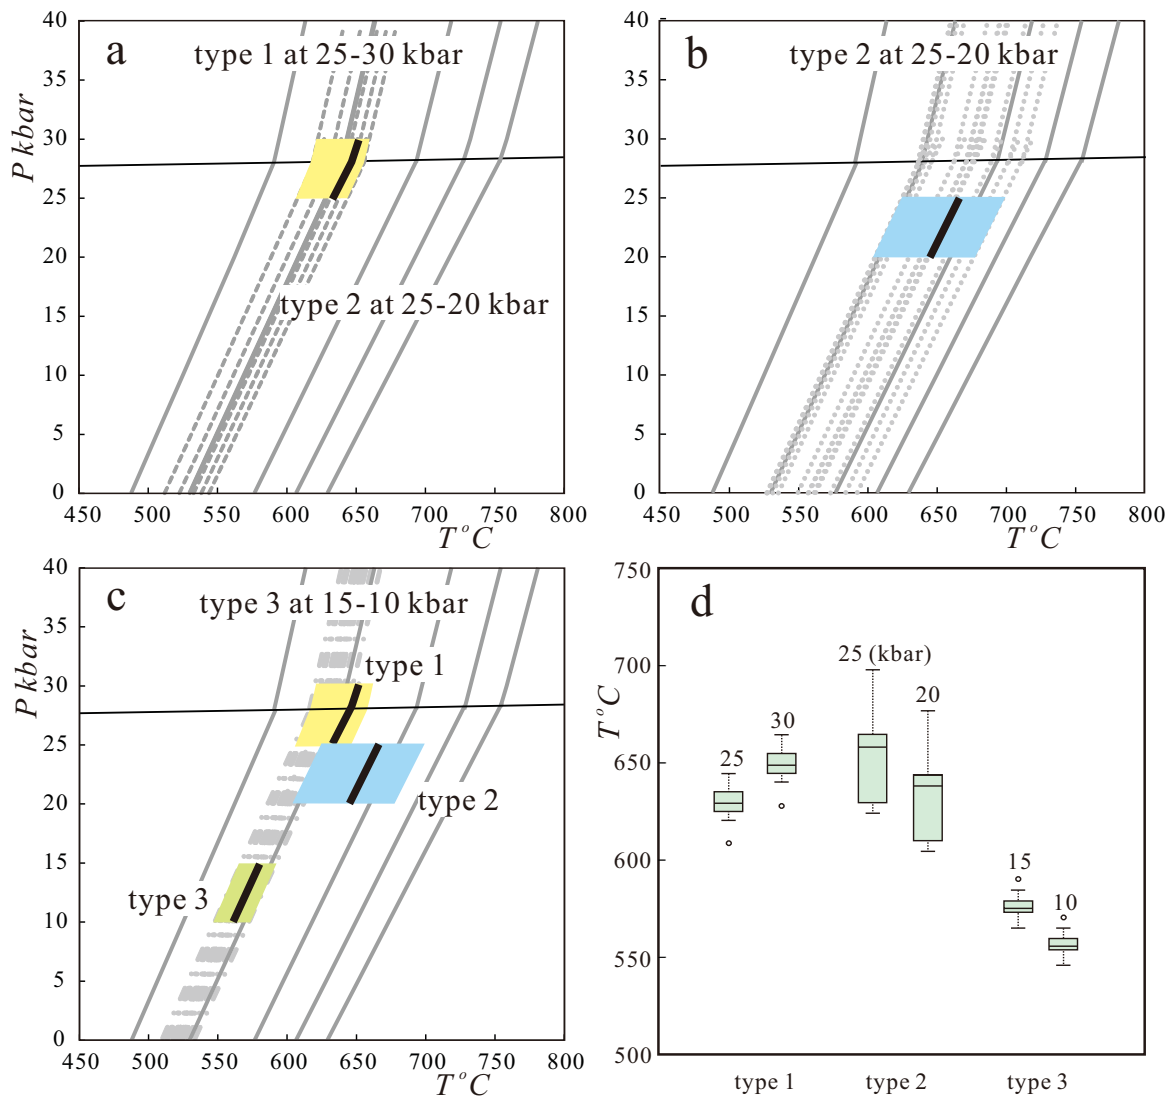 a
type 1 at 25-30 kbar
type 2 at 25-20 kbar
P kbar
40
35
30
25
20
15
10
5
0
450 500 550 600 650 700 750 800
T°C
b
type 2 at 25-20 kbar
40
35
30
25
20
15
10
5
0
450 500 550 600 650 700 750 800
T°C
c
type 3 at 15-10 kbar
type 1
type 2
type 3
P kbar
40
35
30
25
20
15
10
5
0
450 500 550 600 650 700 750 800
T°C
d
T°C
750
700
650
600
550
500
25 (kbar)
20
30
25
15
10
type 1 type 2 type 3